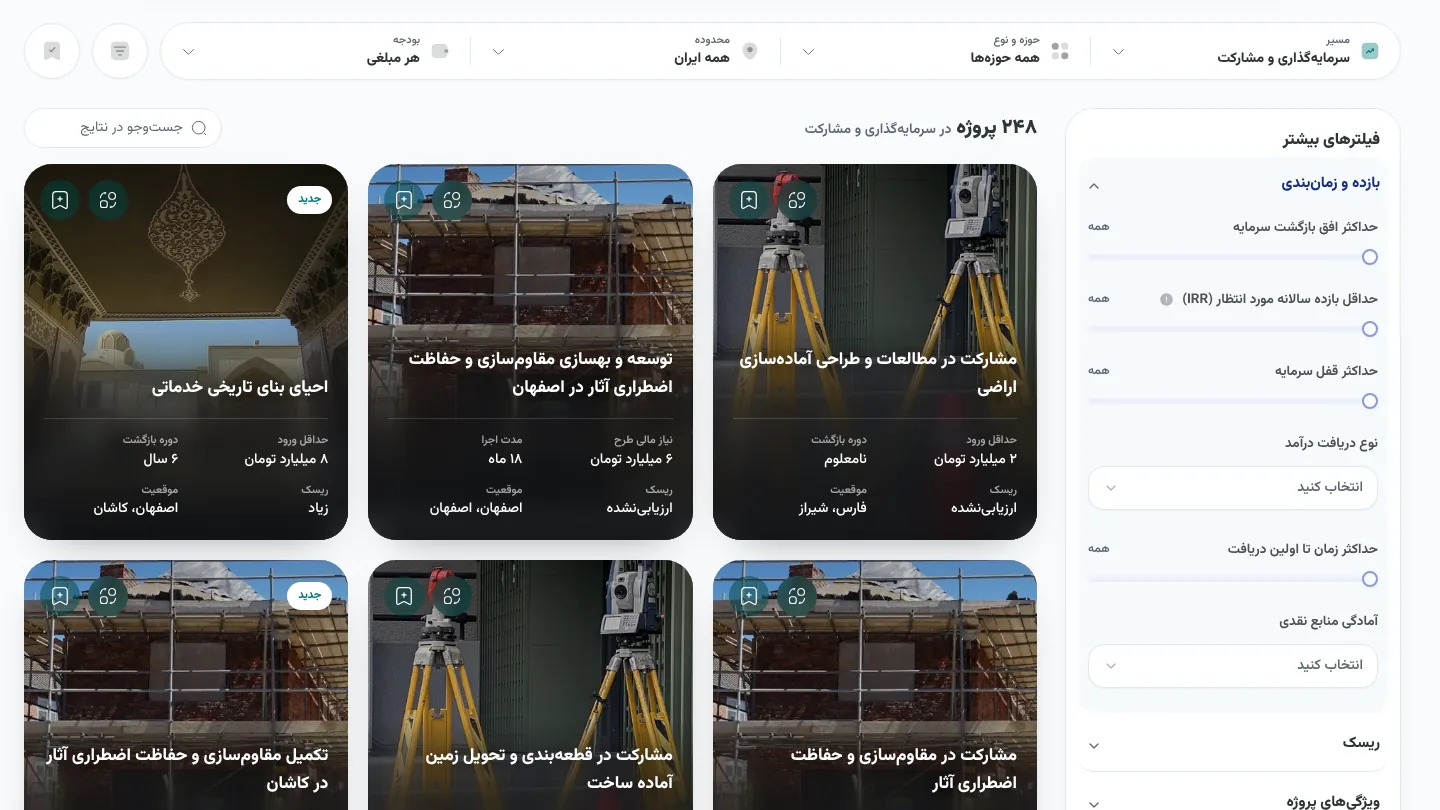 مسیر
سرمایه‌گذاری و مشارکت
حوزه و نوع
همه حوزه‌ها
محدوده
همه ایران
بودجه
هر مبلغی
فیلترهای بیشتر
بازده و زمان‌بندی
حداکثر افق بازگشت سرمایه
همه
حداقل بازده سالانه مورد انتظار (IRR)
همه
حداکثر قفل سرمایه
همه
نوع دریافت درآمد
انتخاب کنید
حداکثر زمان تا اولین دریافت
همه
آمادگی منابع نقدی
انتخاب کنید
ریسک
ویژگی‌های پروژه
۲۴۸ پروژه در سرمایه‌گذاری و مشارکت
جست‌وجو در نتایج
مشارکت در مطالعات و طراحی آماده‌سازی
اراضی
حداقل ورود
۲ میلیارد تومان
دوره بازگشت
نامعلوم
ریسک
ارزیابی‌نشده
موقعیت
فارس، شیراز
توسعه و بهسازی مقاوم‌سازی و حفاظت
اضطراری آثار در اصفهان
نیاز مالی طرح
۶ میلیارد تومان
مدت اجرا
۱۸ ماه
ریسک
ارزیابی‌نشده
موقعیت
اصفهان، اصفهان
جدید
احیای بنای تاریخی خدماتی
حداقل ورود
۸ میلیارد تومان
دوره بازگشت
۶ سال
ریسک
زیاد
موقعیت
اصفهان، کاشان
مشارکت در مقاوم‌سازی و حفاظت
اضطراری آثار
مشارکت در قطعه‌بندی و تحویل زمین
آماده ساخت
جدید
تکمیل مقاوم‌سازی و حفاظت اضطراری آثار
در کاشان